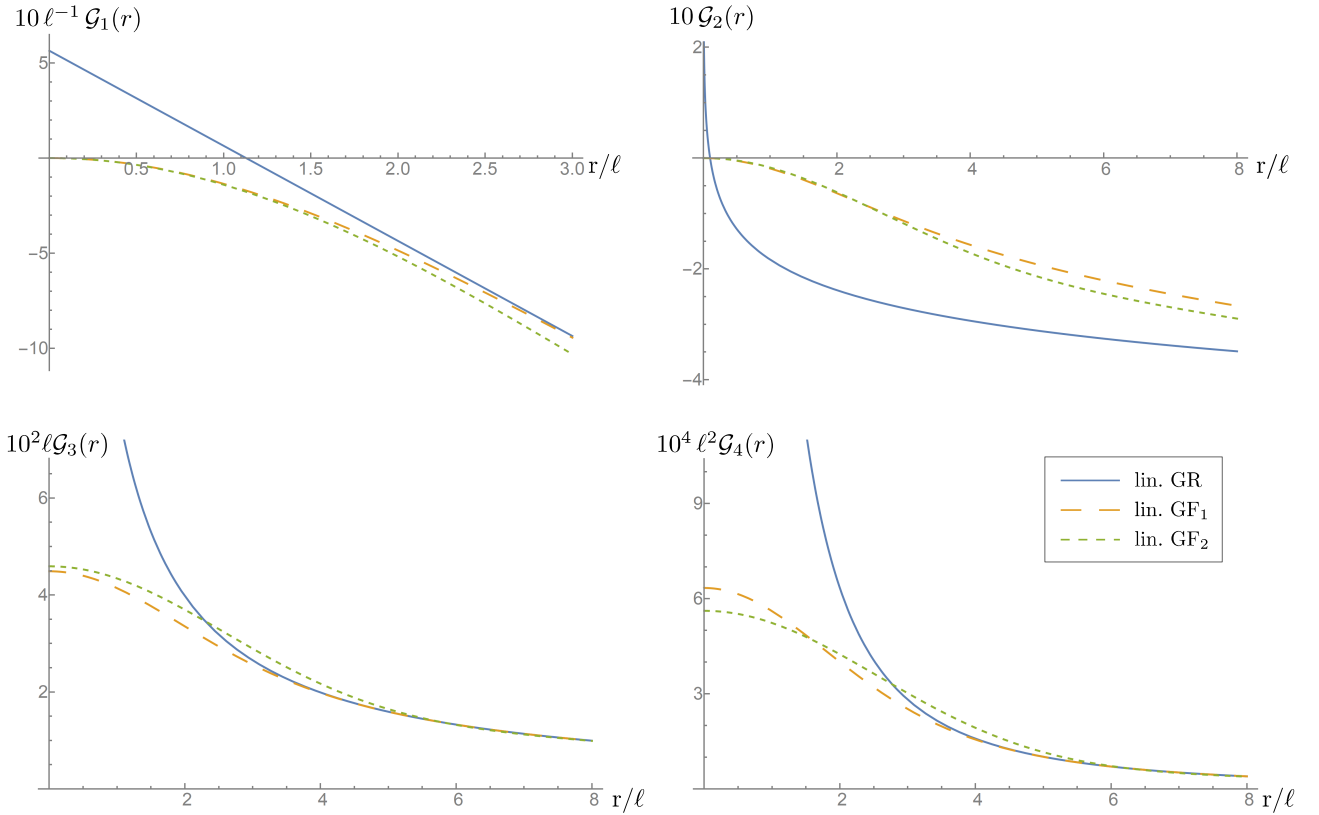 10 ℓ⁻¹ 𝒢₁(r)
5
0.5 1.0 1.5 2.0 2.5 3.0 r/ℓ
−5
−10
10 𝒢₂(r)
2
2 4 6 8 r/ℓ
−2
−4
10²ℓ𝒢₃(r)
6
4
2
2 4 6 8 r/ℓ
10⁴ ℓ²𝒢₄(r)
9
6
3
2 4 6 8 r/ℓ
lin. GR
lin. GF₁
lin. GF₂